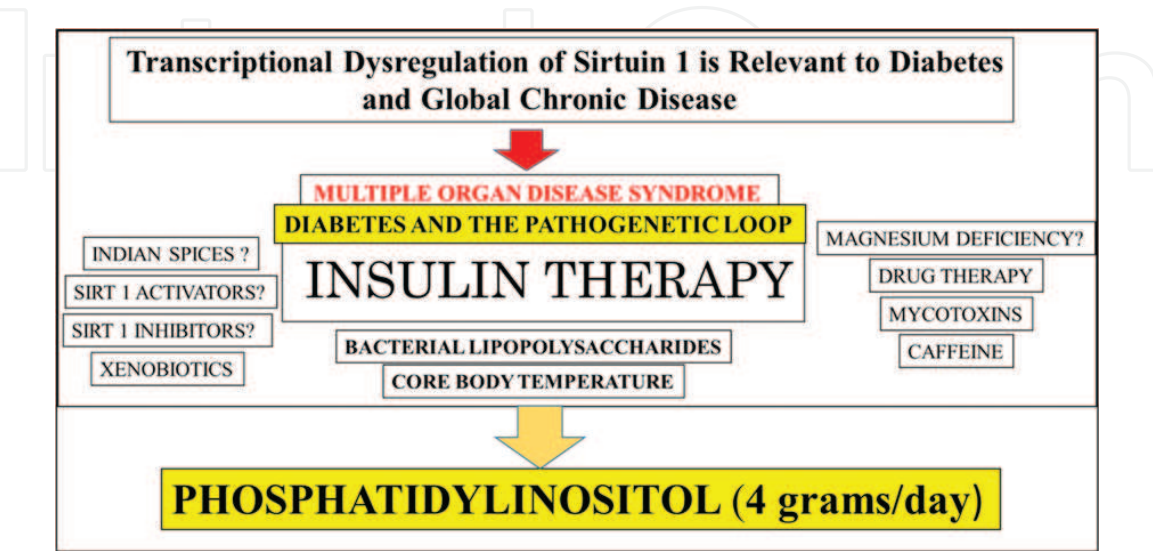 Transcriptional Dysregulation of Sirtuin 1 is Relevant to Diabetes
and Global Chronic Disease
MULTIPLE ORGAN DISEASE SYNDROME
DIABETES AND THE PATHOGENETIC LOOP
INSULIN THERAPY
INDIAN SPICES ?
SIRT 1 ACTIVATORS?
SIRT 1 INHIBITORS?
XENOBIOTICS
BACTERIAL LIPOPOLYSACCHARIDES
CORE BODY TEMPERATURE
MAGNESIUM DEFICIENCY?
DRUG THERAPY
MYCOTOXINS
CAFFEINE
PHOSPHATIDYLINOSITOL (4 grams/day)